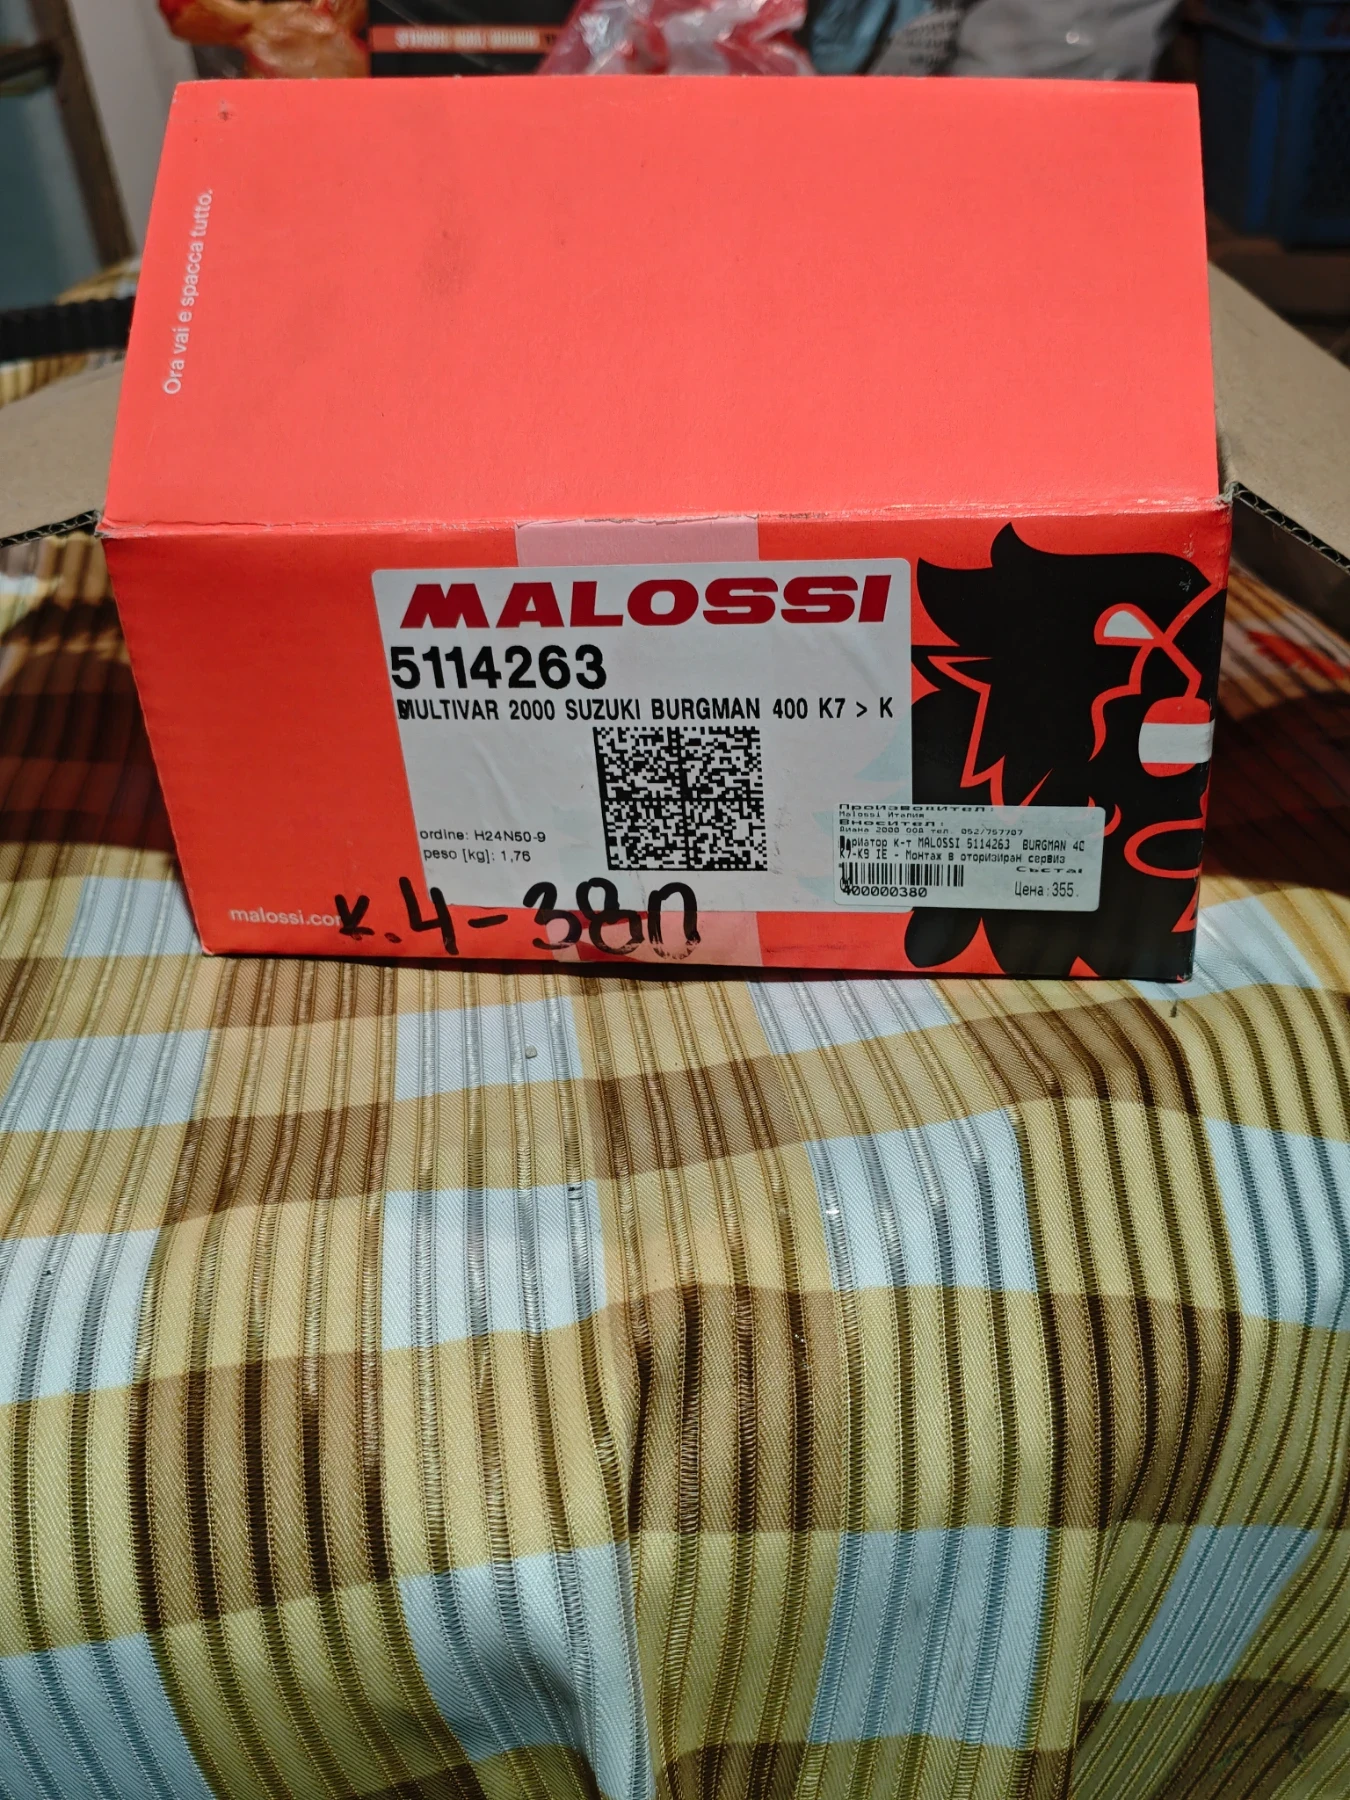 Ora vai e spacca tutto.
MALOSSI
5114263
MULTIVAR 2000 SUZUKI BURGMAN 400 K7 > K
ordine: H24N50-9
peso [kg]: 1,76
Производител:
Malossi Италия
Вносител:
Диана 2000 ООД тел. 052/757707
Вариатор К-т MALOSSI 5114263 BURGMAN 40
K7-K9 IE - Монтаж в оторизиран сервиз
Състав
400000380
Цена:355.
malossi.com
к.4-380